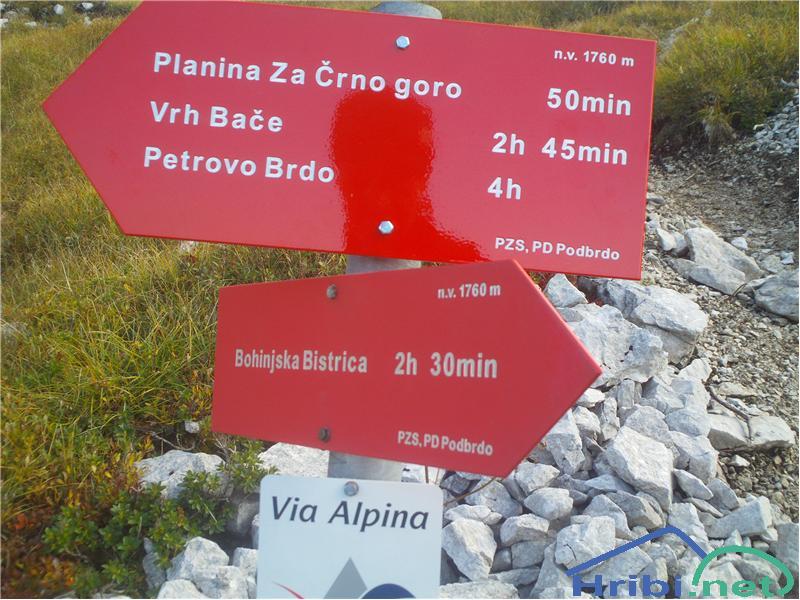 n.v. 1760 m
Planina Za Črno goro 50min
Vrh Bače 2h 45min
Petrovo Brdo 4h
PZS, PD Podbrdo
n.v. 1760 m
Bohinjska Bistrica 2h 30min
PZS, PD Podbrdo
Via Alpina
Hribi.net